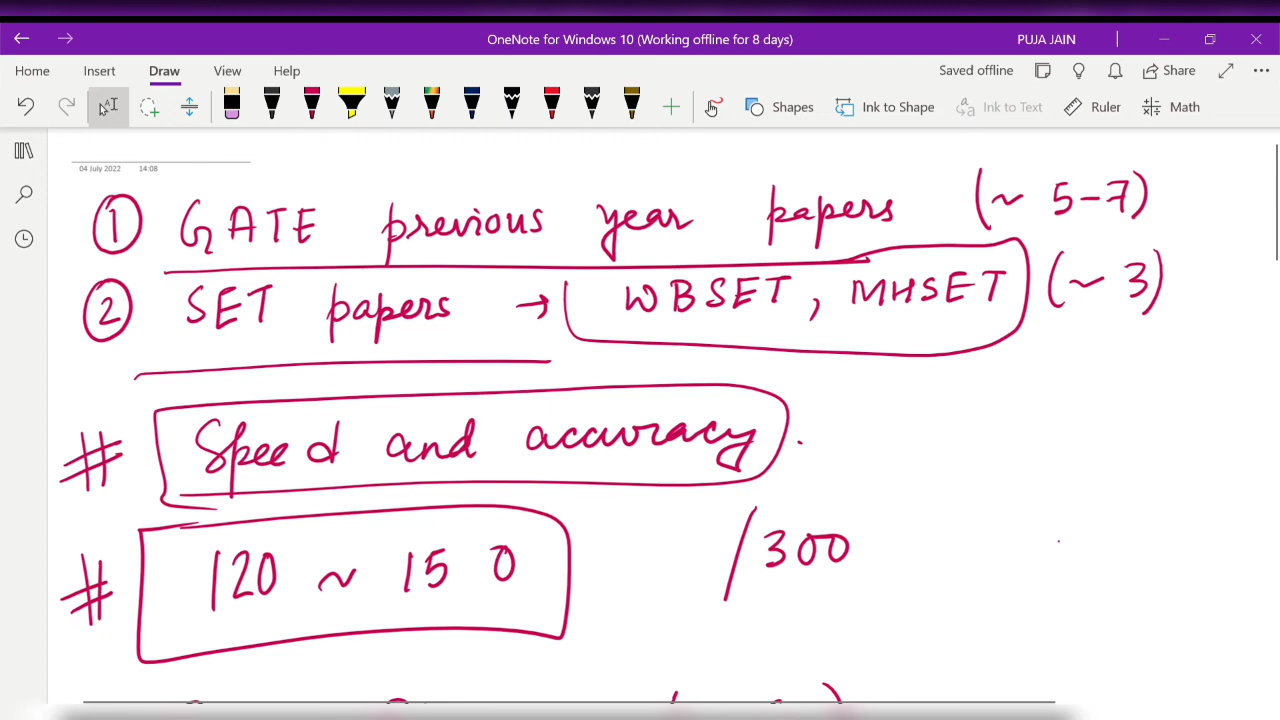 OneNote for Windows 10 (Working offline for 8 days)
PUJA JAIN
Home Insert Draw View Help
Saved offline Share
Shapes Ink to Shape Ink to Text Ruler Math
04 July 2022 14:08
① GATE previous year papers (~ 5-7)
② SET papers → WBSET, MHSET (~ 3)
# Speed and accuracy.
# 120 ~ 150 /300